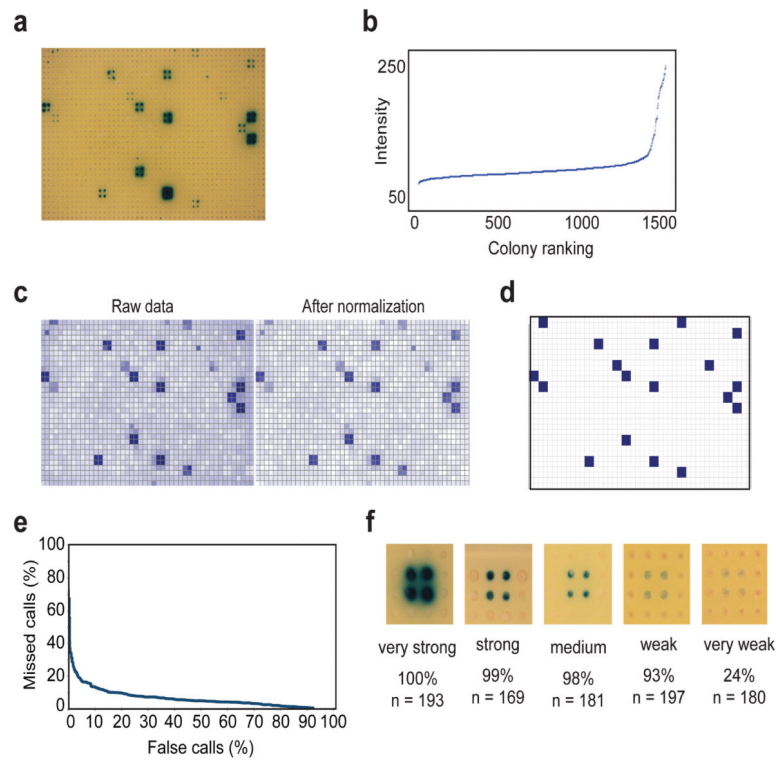 a
b
250
Intensity
50
0
500
1000
1500
Colony ranking
c
Raw data
After normalization
d
e
100
80
60
40
20
0
Missed calls (%)
0 10 20 30 40 50 60 70 80 90 100
False calls (%)
f
very strong
strong
medium
weak
very weak
100%
99%
98%
93%
24%
n = 193
n = 169
n = 181
n = 197
n = 180